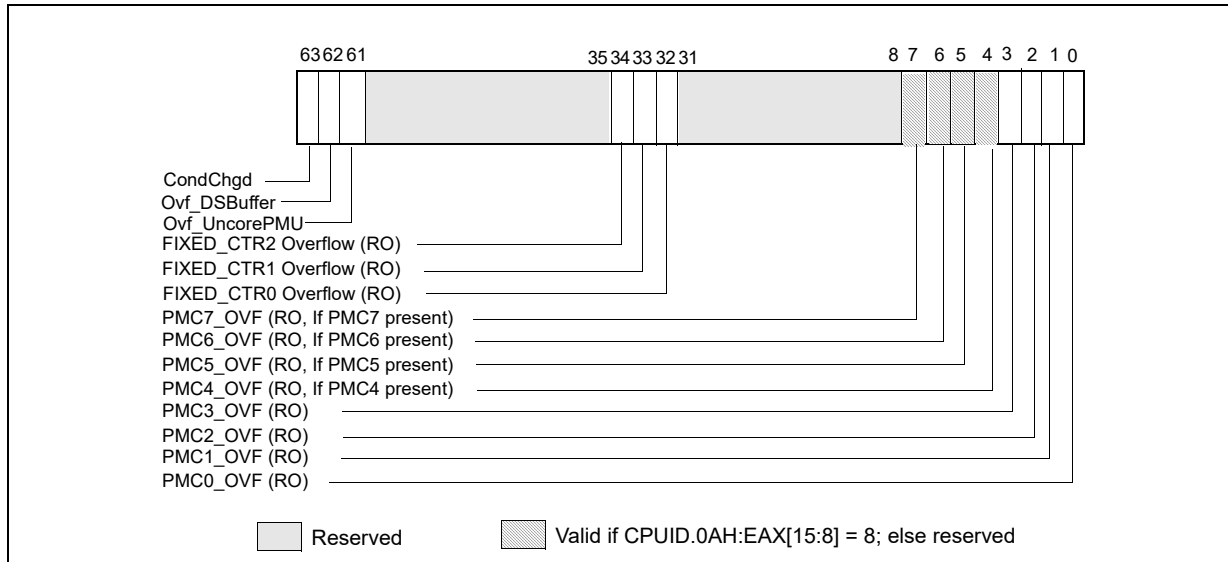 63 62 61 35 34 33 32 31 8 7 6 5 4 3 2 1 0
CondChgd
Ovf_DSBuffer
Ovf_UncorePMU
FIXED_CTR2 Overflow (RO)
FIXED_CTR1 Overflow (RO)
FIXED_CTR0 Overflow (RO)
PMC7_OVF (RO, If PMC7 present)
PMC6_OVF (RO, If PMC6 present)
PMC5_OVF (RO, If PMC5 present)
PMC4_OVF (RO, If PMC4 present)
PMC3_OVF (RO)
PMC2_OVF (RO)
PMC1_OVF (RO)
PMC0_OVF (RO)
Reserved Valid if CPUID.0AH:EAX[15:8] = 8; else reserved